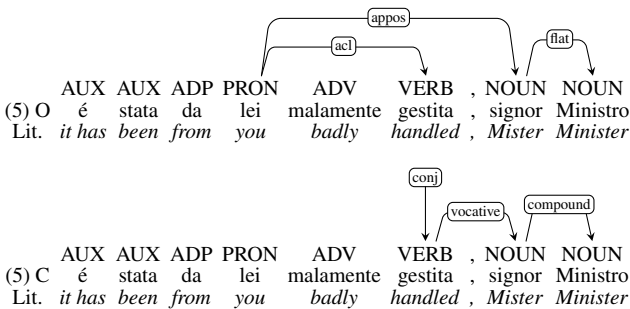 appos
acl
flat
AUX AUX ADP PRON ADV VERB , NOUN NOUN
(5) O é stata da lei malamente gestita , signor Ministro
Lit. it has been from you badly handled , Mister Minister
conj
vocative
compound
AUX AUX ADP PRON ADV VERB , NOUN NOUN
(5) C é stata da lei malamente gestita , signor Ministro
Lit. it has been from you badly handled , Mister Minister